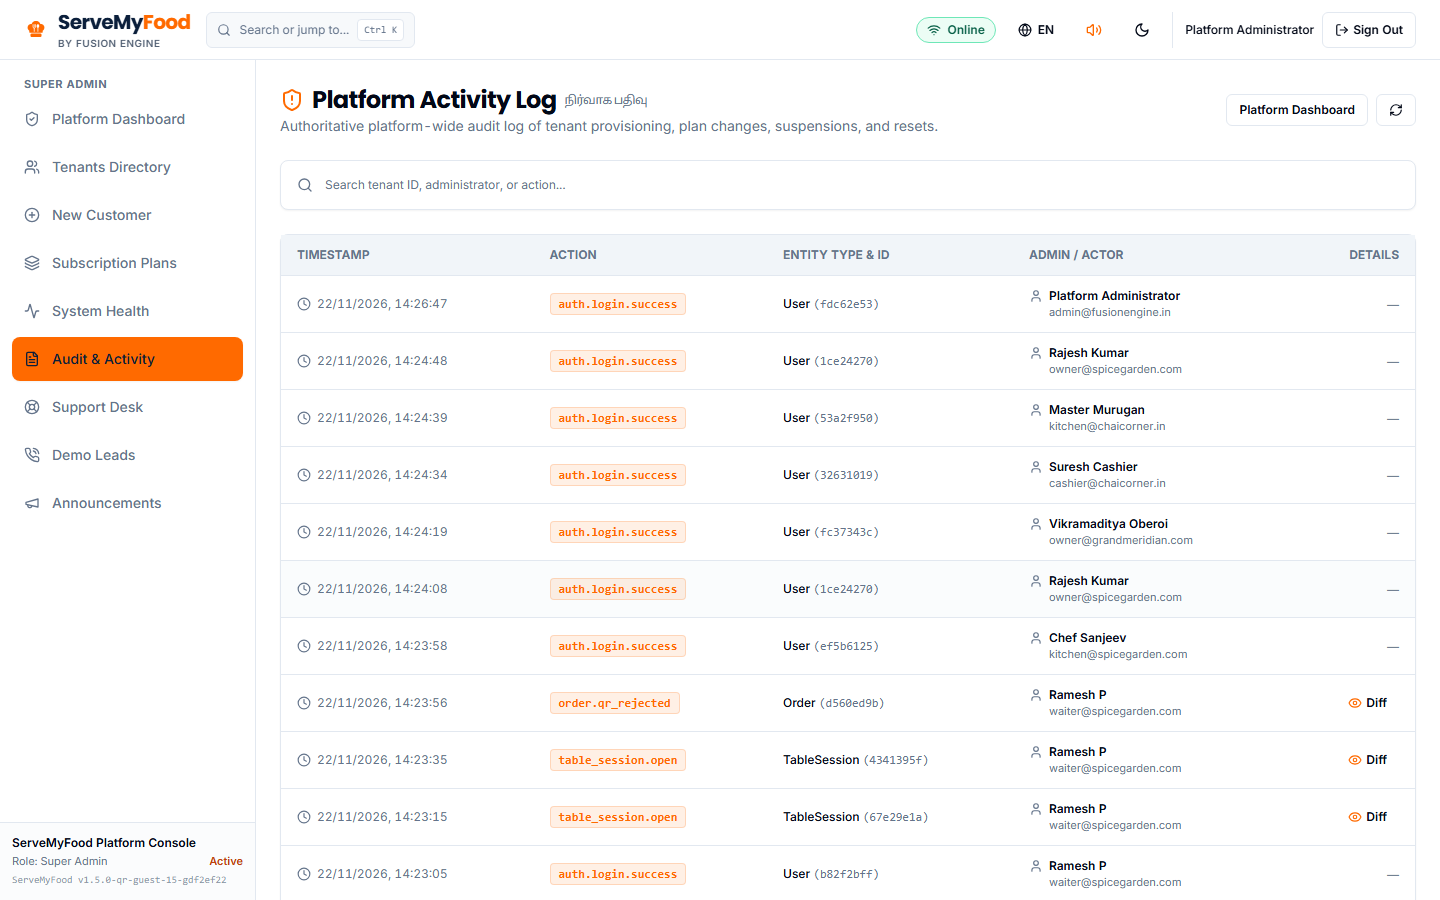 ServeMyFood
BY FUSION ENGINE
Search or jump to... Ctrl K
Online
EN
Platform Administrator
Sign Out
SUPER ADMIN
Platform Dashboard
Tenants Directory
New Customer
Subscription Plans
System Health
Audit & Activity
Support Desk
Demo Leads
Announcements
ServeMyFood Platform Console
Role: Super Admin Active
ServeMyFood v1.5.0-qr-guest-15-gdf2ef22
Platform Activity Log நிர்வாக பதிவு
Authoritative platform-wide audit log of tenant provisioning, plan changes, suspensions, and resets.
Platform Dashboard
Search tenant ID, administrator, or action...
TIMESTAMP ACTION ENTITY TYPE & ID ADMIN / ACTOR DETAILS
22/11/2026, 14:26:47 auth.login.success User (fdc62e53) Platform Administrator —
admin@fusionengine.in
22/11/2026, 14:24:48 auth.login.success User (1ce24270) Rajesh Kumar —
owner@spicegarden.com
22/11/2026, 14:24:39 auth.login.success User (53a2f950) Master Murugan —
kitchen@chaicorner.in
22/11/2026, 14:24:34 auth.login.success User (32631019) Suresh Cashier —
cashier@chaicorner.in
22/11/2026, 14:24:19 auth.login.success User (fc37343c) Vikramaditya Oberoi —
owner@grandmeridian.com
22/11/2026, 14:24:08 auth.login.success User (1ce24270) Rajesh Kumar —
owner@spicegarden.com
22/11/2026, 14:23:58 auth.login.success User (ef5b6125) Chef Sanjeev —
kitchen@spicegarden.com
22/11/2026, 14:23:56 order.qr_rejected Order (d560ed9b) Ramesh P Diff
waiter@spicegarden.com
22/11/2026, 14:23:35 table_session.open TableSession (4341395f) Ramesh P Diff
waiter@spicegarden.com
22/11/2026, 14:23:15 table_session.open TableSession (67e29e1a) Ramesh P Diff
waiter@spicegarden.com
22/11/2026, 14:23:05 auth.login.success User (b82f2bff) Ramesh P —
waiter@spicegarden.com